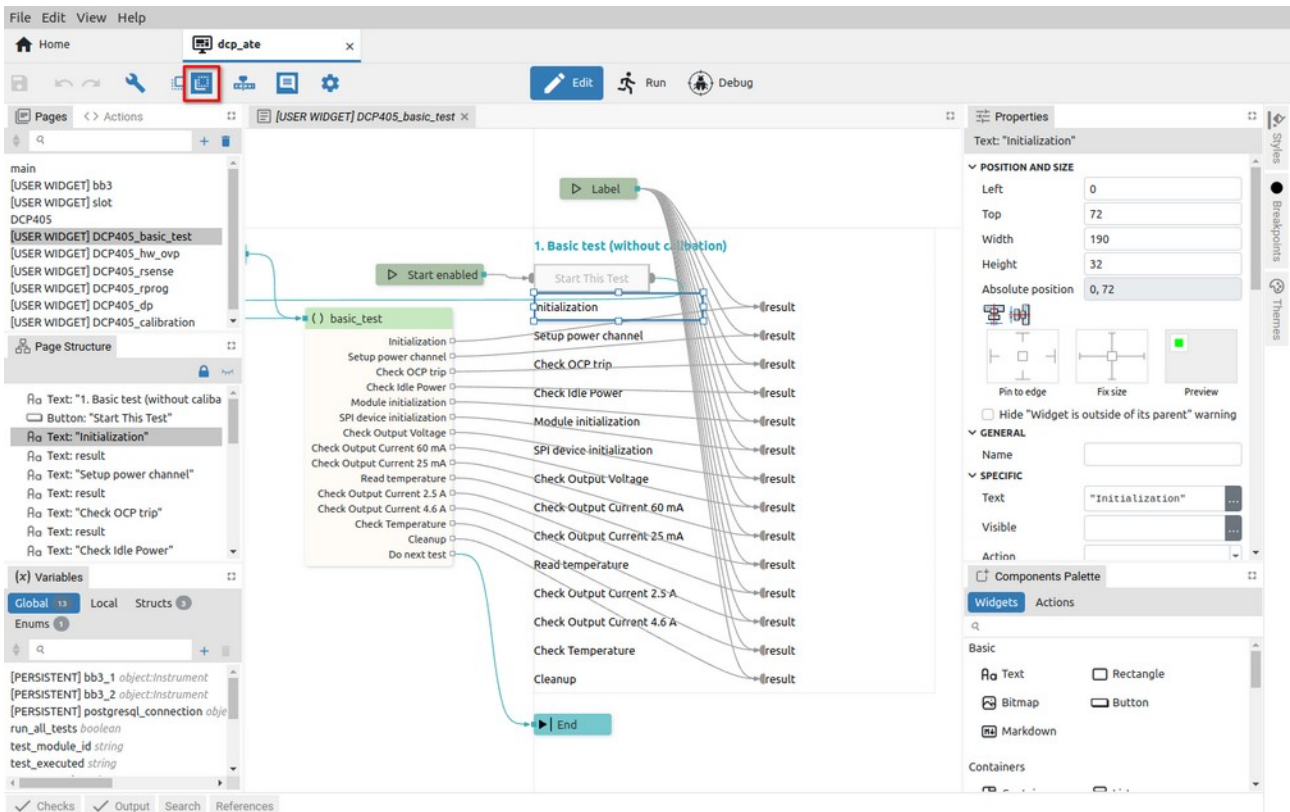 File Edit View Help
Home
dcp_ate
Edit
Run
Debug
Pages
Actions
main
[USER WIDGET] bb3
[USER WIDGET] slot
DCP405
[USER WIDGET] DCP405_basic_test
[USER WIDGET] DCP405_hw_ovp
[USER WIDGET] DCP405_rsense
[USER WIDGET] DCP405_rprog
[USER WIDGET] DCP405_dp
[USER WIDGET] DCP405_calibration
Page Structure
Text: "1. Basic test (without caliba
Button: "Start This Test"
Text: "Initialization"
Text: result
Text: "Setup power channel"
Text: result
Text: "Check OCP trip"
Text: result
Text: "Check Idle Power"
(x) Variables
Global 13
Local
Structs 3
Enums 1
[PERSISTENT] bb3_1 object:Instrument
[PERSISTENT] bb3_2 object:Instrument
[PERSISTENT] postgresql_connection obje
run_all_tests boolean
test_module_id string
test_executed string
[USER WIDGET] DCP405_basic_test
Label
1. Basic test (without calibation)
Start enabled
Start This Test
() basic_test
Initialization
Setup power channel
Check OCP trip
Check Idle Power
Module initialization
SPI device initialization
Check Output Voltage
Check Output Current 60 mA
Check Output Current 25 mA
Read temperature
Check Output Current 2.5 A
Check Output Current 4.6 A
Check Temperature
Cleanup
Do next test
Initialization result
Setup power channel result
Check OCP trip result
Check Idle Power result
Module initialization result
SPI device initialization result
Check Output Voltage result
Check Output Current 60 mA result
Check Output Current 25 mA result
Read temperature result
Check Output Current 2.5 A result
Check Output Current 4.6 A result
Check Temperature result
Cleanup result
End
Properties
Text: "Initialization"
POSITION AND SIZE
Left 0
Top 72
Width 190
Height 32
Absolute position 0, 72
Pin to edge
Fix size
Preview
Hide "Widget is outside of its parent" warning
GENERAL
Name
SPECIFIC
Text "Initialization" ...
Visible ...
Action
Components Palette
Widgets
Actions
Basic
Text
Rectangle
Bitmap
Button
Markdown
Containers
Styles
Breakpoints
Themes
Checks
Output
Search
References